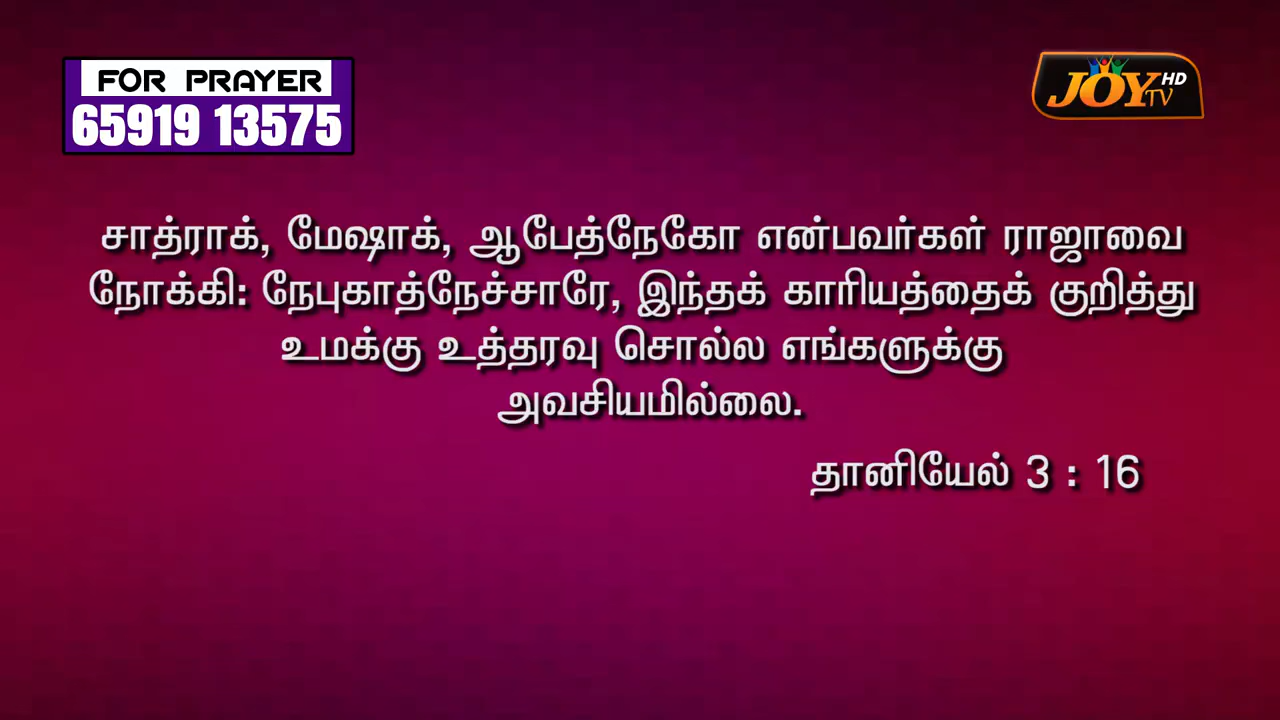 FOR PRAYER
65919 13575
JOY TV HD
சாத்ராக், மேஷாக், ஆபேத்நேகோ என்பவர்கள் ராஜாவை
நோக்கி: நேபுகாத்நேச்சாரே, இந்தக் காரியத்தைக் குறித்து
உமக்கு உத்தரவு சொல்ல எங்களுக்கு
அவசியமில்லை.
தானியேல் 3 : 16